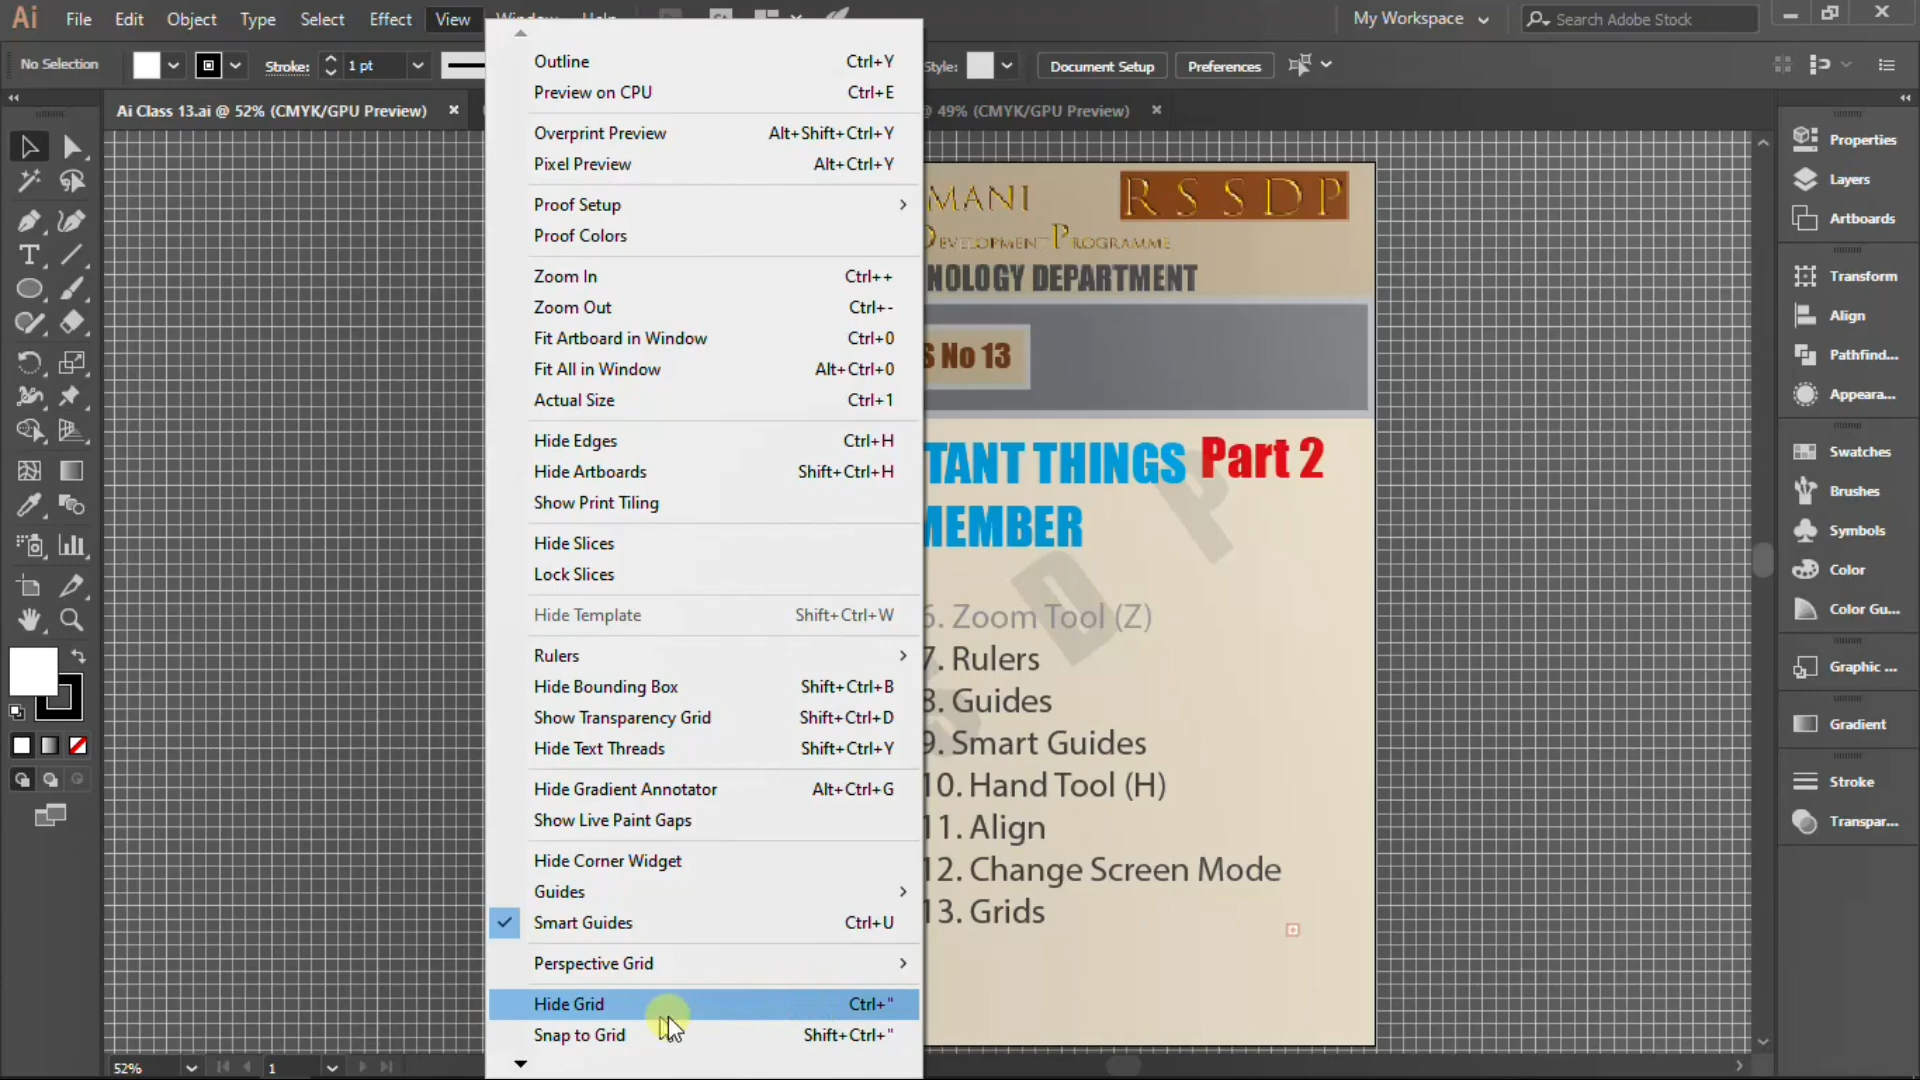 Ai File Edit Object Type Select Effect View
My Workspace Search Adobe Stock
No Selection Stroke: 1 pt Style: Document Setup Preferences
Ai Class 13.ai @ 52% (CMYK/GPU Preview) × @ 49% (CMYK/GPU Preview) ×
Outline Ctrl+Y
Preview on CPU Ctrl+E
Overprint Preview Alt+Shift+Ctrl+Y
Pixel Preview Alt+Ctrl+Y
Proof Setup
Proof Colors
Zoom In Ctrl++
Zoom Out Ctrl+-
Fit Artboard in Window Ctrl+0
Fit All in Window Alt+Ctrl+0
Actual Size Ctrl+1
Hide Edges Ctrl+H
Hide Artboards Shift+Ctrl+H
Show Print Tiling
Hide Slices
Lock Slices
Hide Template Shift+Ctrl+W
Rulers
Hide Bounding Box Shift+Ctrl+B
Show Transparency Grid Shift+Ctrl+D
Hide Text Threads Shift+Ctrl+Y
Hide Gradient Annotator Alt+Ctrl+G
Show Live Paint Gaps
Hide Corner Widget
Guides
Smart Guides Ctrl+U
Perspective Grid
Hide Grid Ctrl+"
Snap to Grid Shift+Ctrl+"
MANI RSSDP
DEVELOPMENT PROGRAMME
NOLOGY DEPARTMENT
S No 13
TANT THINGS Part 2
MEMBER
D P
6. Zoom Tool (Z)
7. Rulers
8. Guides
9. Smart Guides
10. Hand Tool (H)
11. Align
12. Change Screen Mode
13. Grids
Properties
Layers
Artboards
Transform
Align
Pathfind...
Appeara...
Swatches
Brushes
Symbols
Color
Color Gu...
Graphic ...
Gradient
Stroke
Transpar...
52% 1